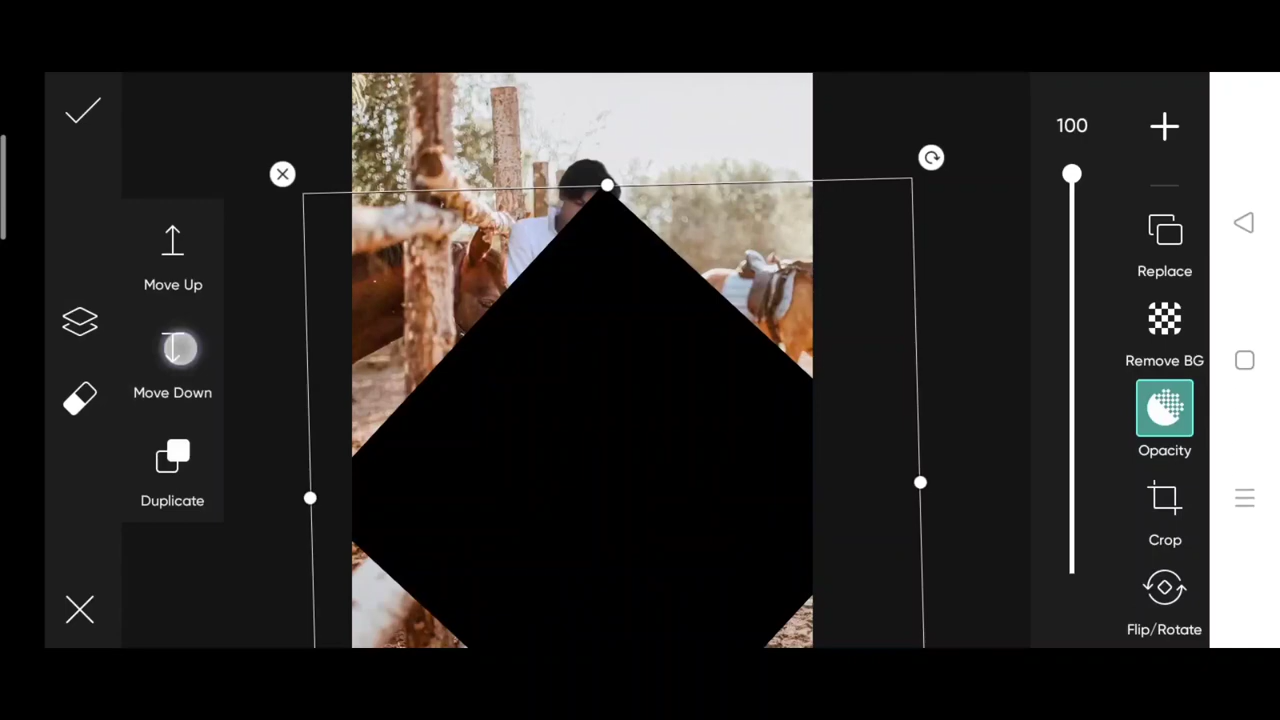 Move Up
Move Down
Duplicate
100
Replace
Remove BG
Opacity
Crop
Flip/Rotate